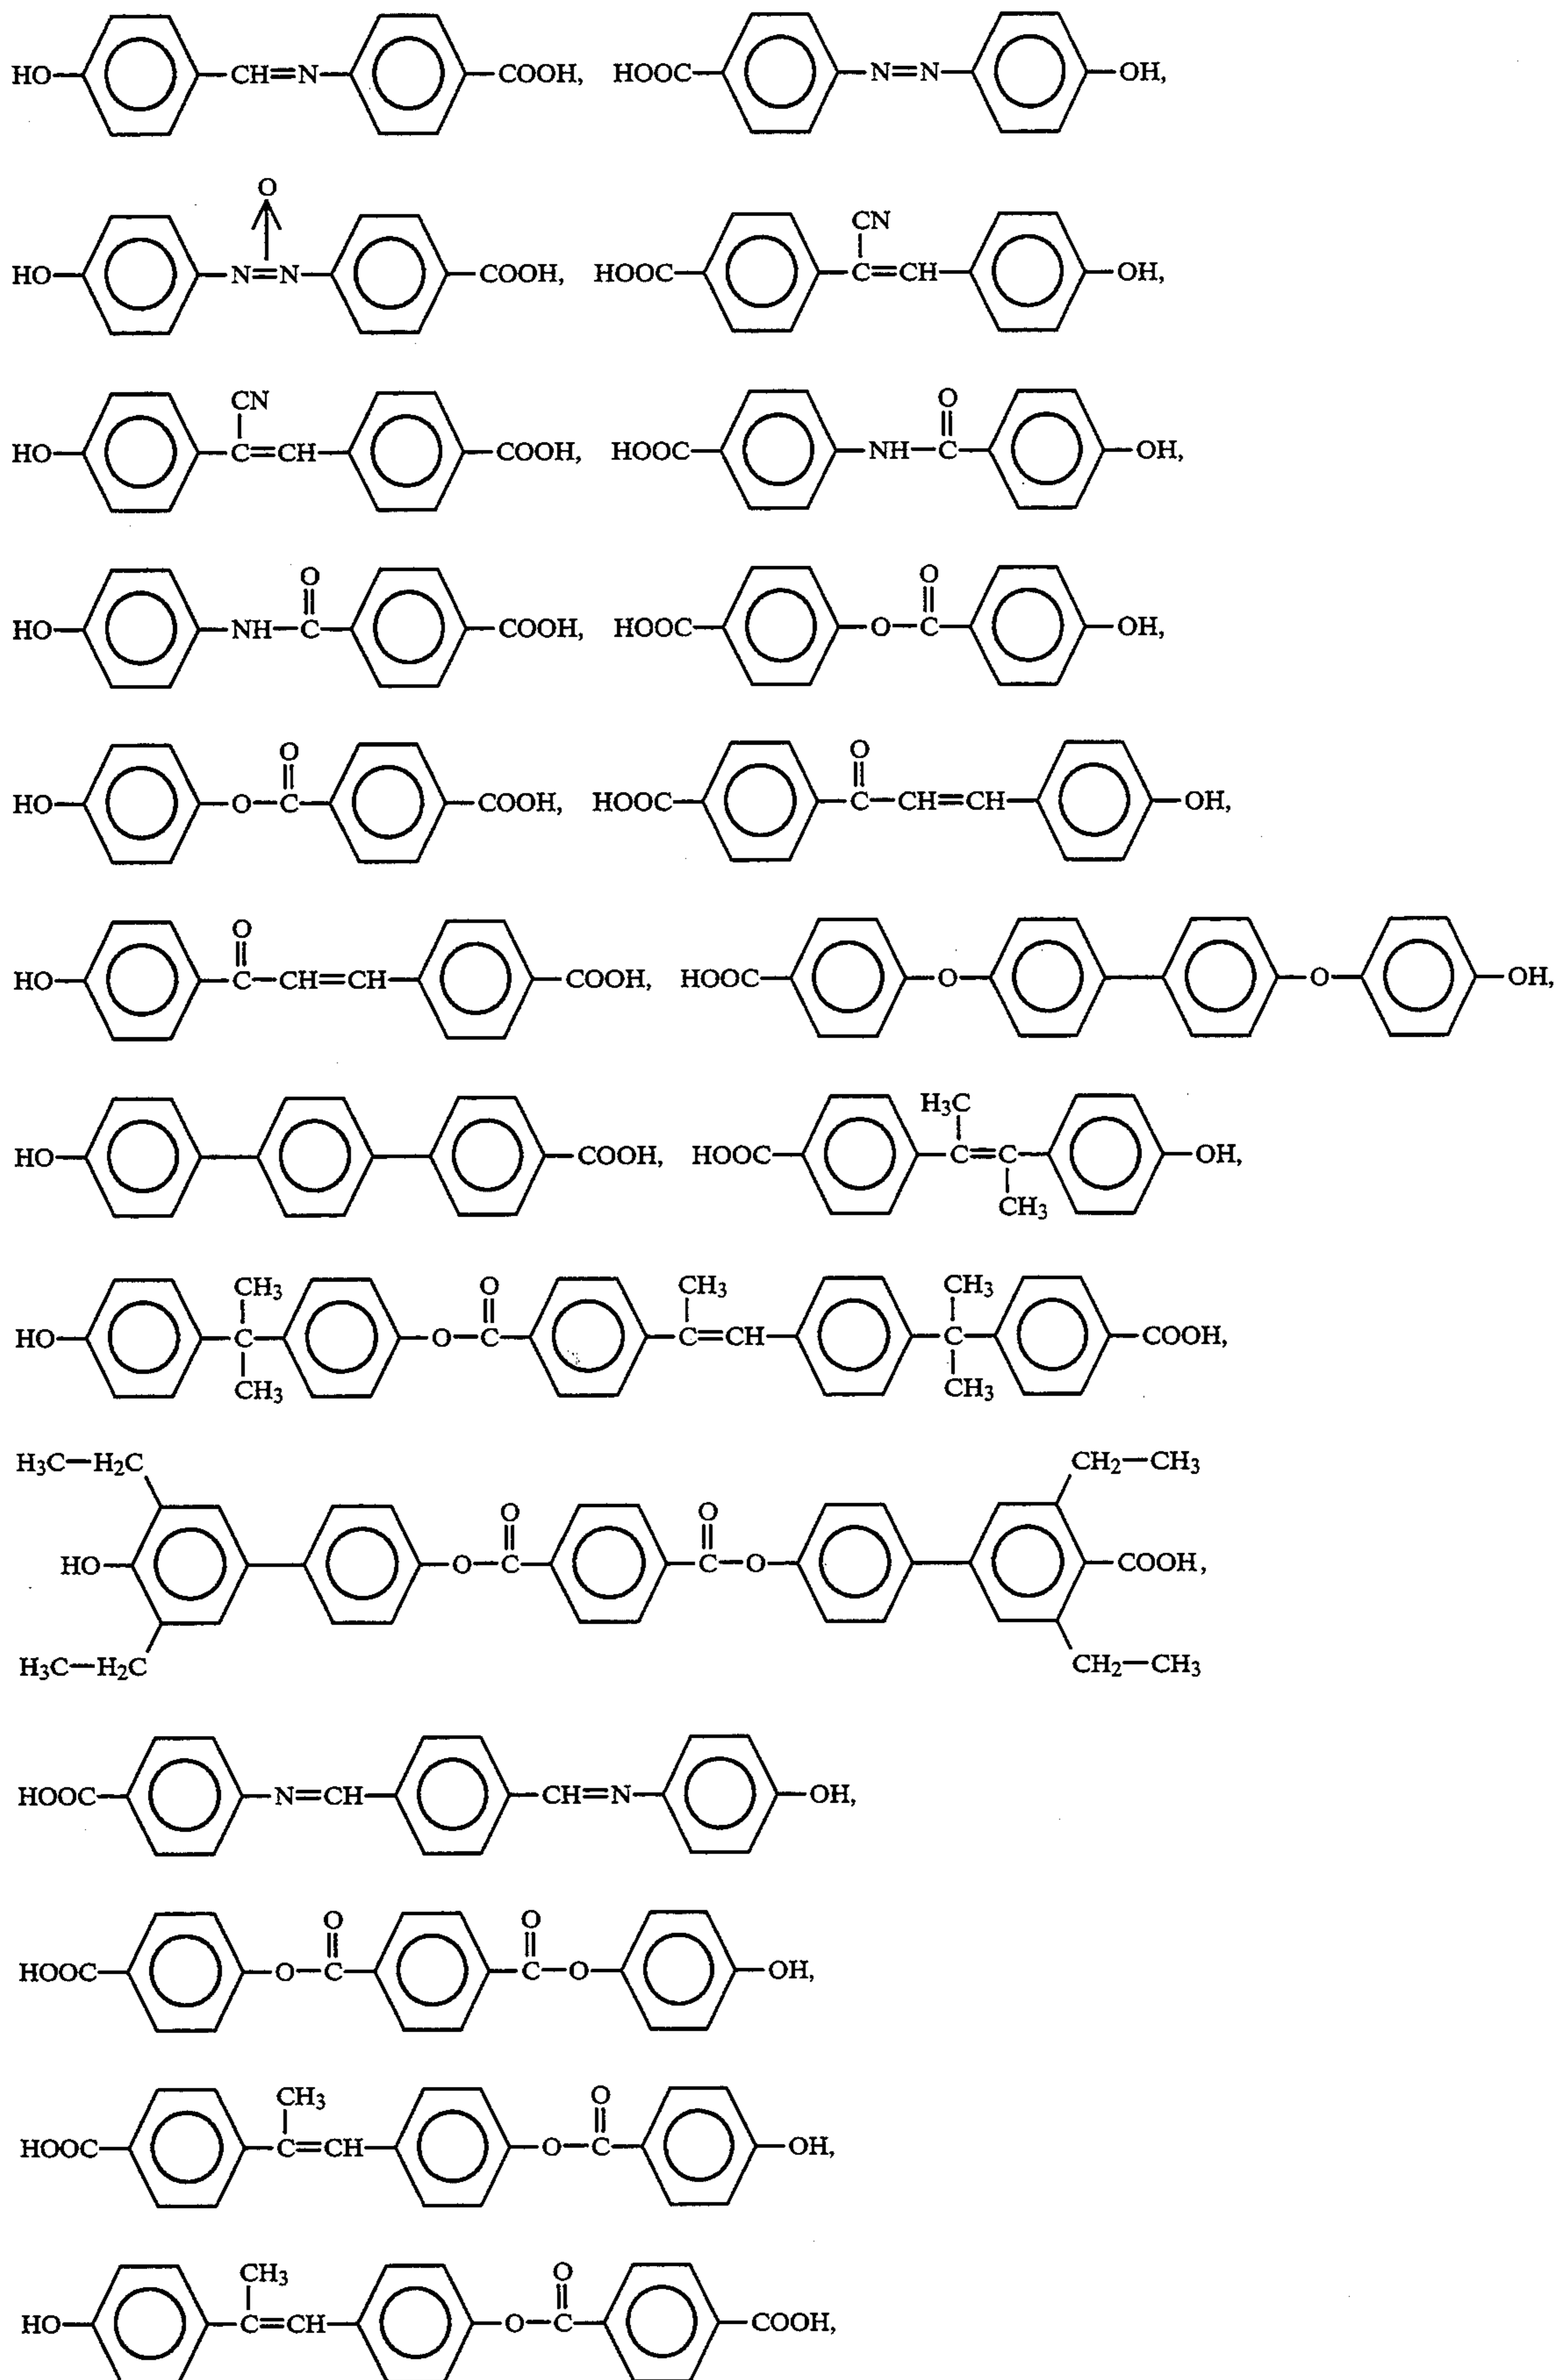 HO CH=N COOH, HOOC N=N OH,
O
CN
HO N=N COOH, HOOC C=CH OH,
CN
O
HO C=CH COOH, HOOC NH C OH,
O
O
HO NH C COOH, HOOC O C OH,
O
O
HO O C COOH, HOOC C CH=CH OH,
O
HO C CH=CH COOH, HOOC O O OH,
H3C
HO COOH, HOOC C=C OH,
CH3
CH3 O CH3 CH3
HO C O C C=CH C COOH,
CH3 CH3
H3C—H2C CH2—CH3
O O
HO O C C O COOH,
H3C—H2C CH2—CH3
HOOC N=CH CH=N OH,
O O
HOOC O C C O OH,
CH3 O
HOOC C=CH O C OH,
CH3 O
HO C=CH O C COOH,